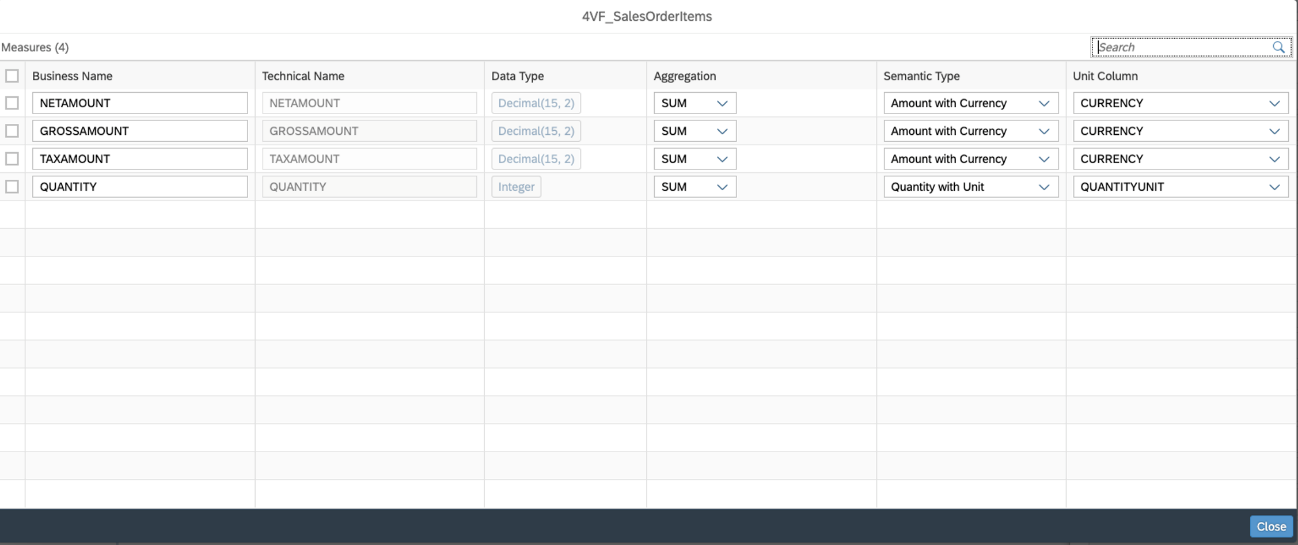 4VF_SalesOrderItems
Measures (4)
Search
Business Name Technical Name Data Type Aggregation Semantic Type Unit Column
NETAMOUNT NETAMOUNT Decimal(15, 2) SUM Amount with Currency CURRENCY
GROSSAMOUNT GROSSAMOUNT Decimal(15, 2) SUM Amount with Currency CURRENCY
TAXAMOUNT TAXAMOUNT Decimal(15, 2) SUM Amount with Currency CURRENCY
QUANTITY QUANTITY Integer SUM Quantity with Unit QUANTITYUNIT
Close